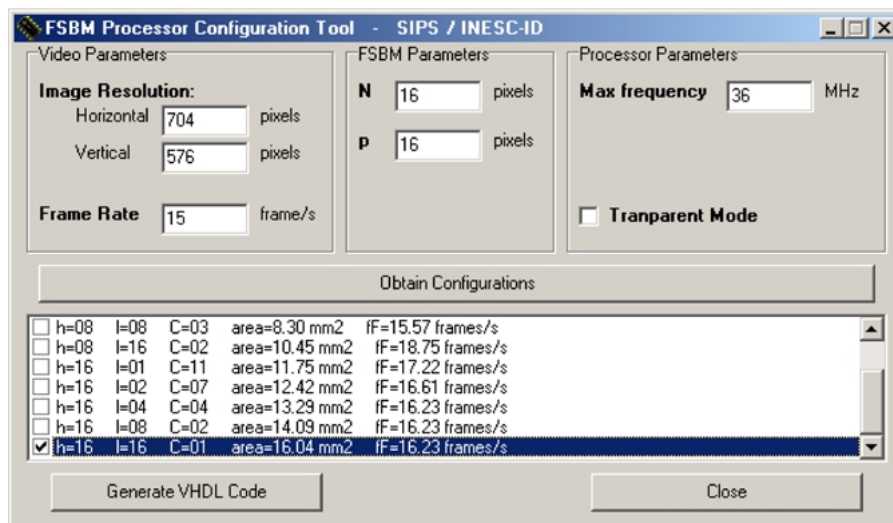 FSBM Processor Configuration Tool - SIPS / INESC-ID
Video Parameters
Image Resolution:
Horizontal 704 pixels
Vertical 576 pixels
Frame Rate 15 frame/s
FSBM Parameters
N 16 pixels
p 16 pixels
Processor Parameters
Max frequency 36 MHz
Tranparent Mode
Obtain Configurations
h=08 l=08 C=03 area=8.30 mm2 fF=15.57 frames/s
h=08 l=16 C=02 area=10.45 mm2 fF=18.75 frames/s
h=16 l=01 C=11 area=11.75 mm2 fF=17.22 frames/s
h=16 l=02 C=07 area=12.42 mm2 fF=16.61 frames/s
h=16 l=04 C=04 area=13.29 mm2 fF=16.23 frames/s
h=16 l=08 C=02 area=14.09 mm2 fF=16.23 frames/s
h=16 l=16 C=01 area=16.04 mm2 fF=16.23 frames/s
Generate VHDL Code
Close